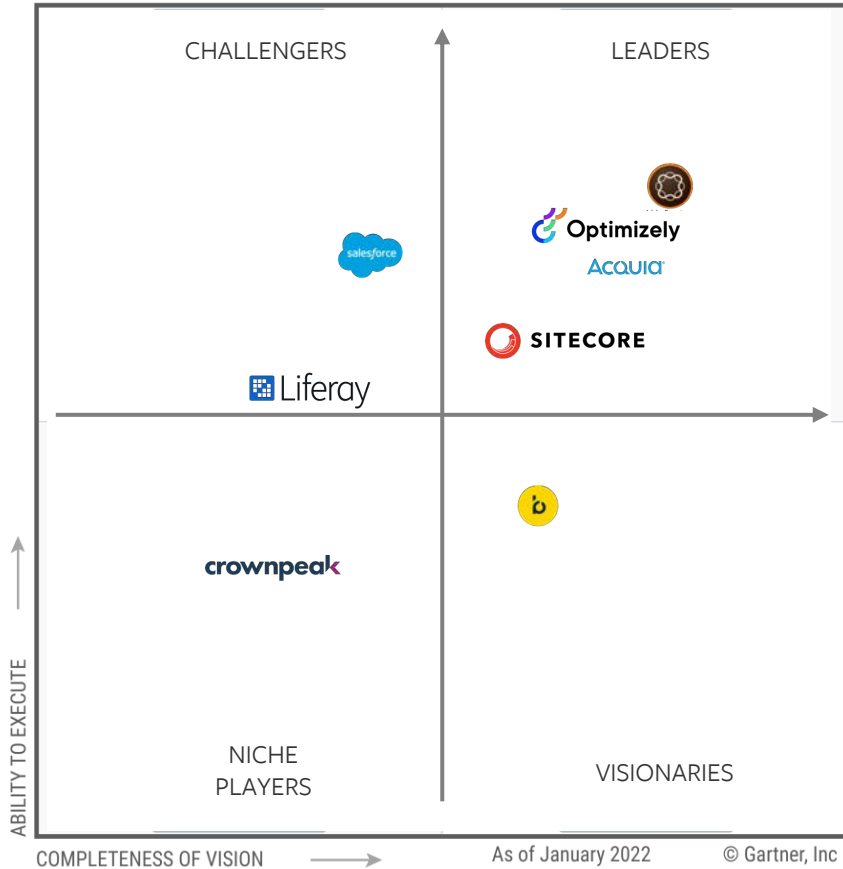 CHALLENGERS
LEADERS
Optimizely
salesforce
Acquia
SITECORE
Liferay
b
crownpeak
ABILITY TO EXECUTE
NICHE
PLAYERS
VISIONARIES
COMPLETENESS OF VISION
As of January 2022
© Gartner, Inc